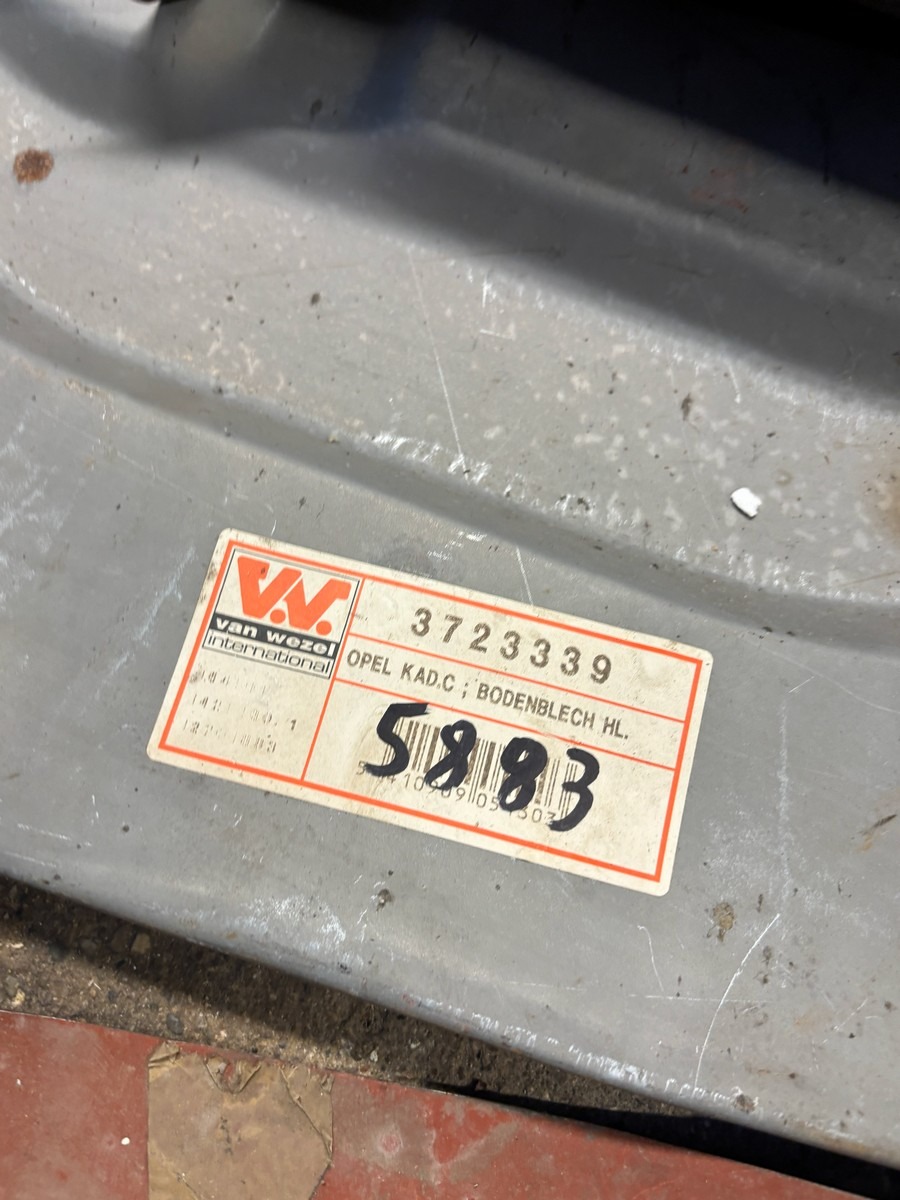 V.V.
van wezel
international
3723339
OPEL KAD.C ; BODENBLECH HL.
5883